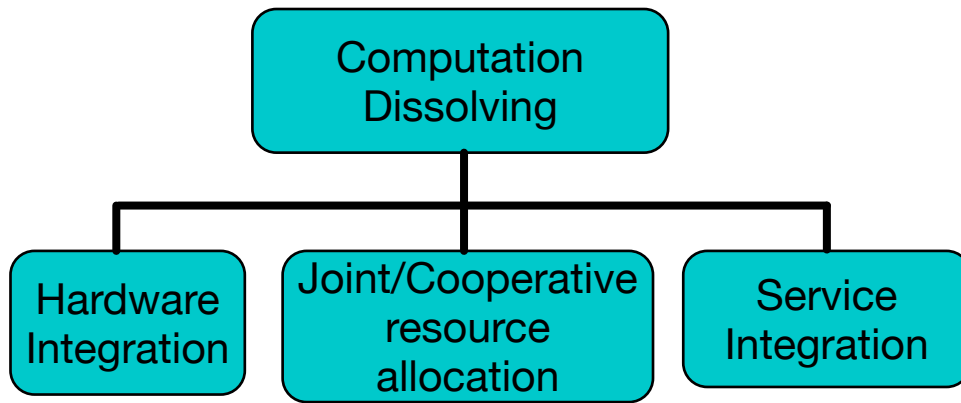 Computation
Dissolving
Hardware
Integration
Joint/Cooperative
resource
allocation
Service
Integration